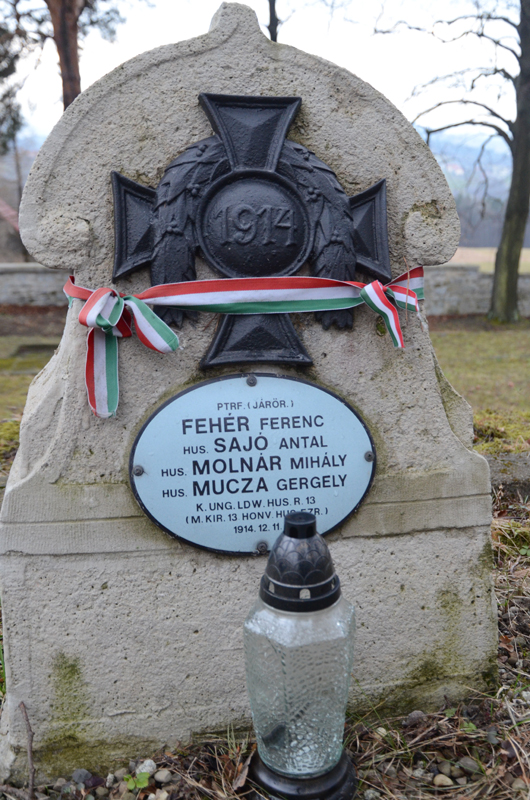 1914
PTRF. (JÁRŐR.)
FEHÉR FERENC
HUS. SAJÓ ANTAL
HUS. MOLNÁR MIHÁLY
HUS. MUCZA GERGELY
K. UNG. LDW. HUS. R. 13
(M. KIR. 13 HONV. HUS. EZR.)
1914. 12. 11.